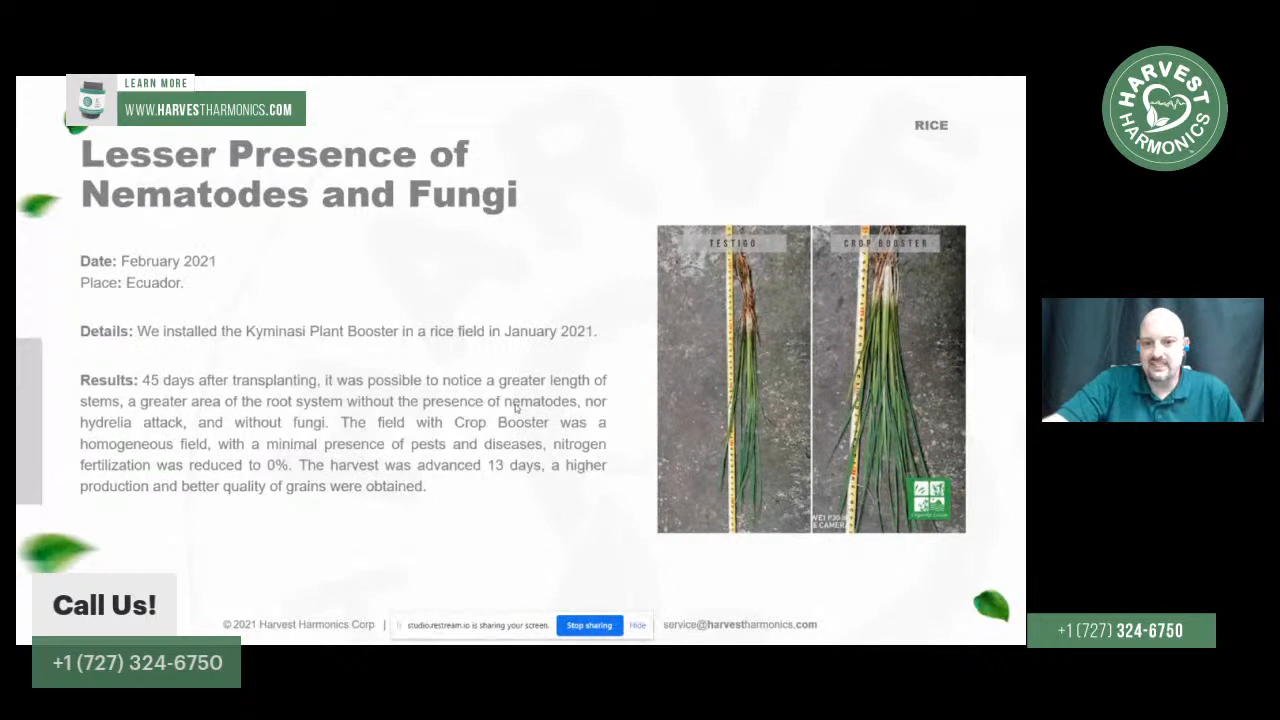 LEARN MORE
WWW.HARVESTHARMONICS.COM
HARVEST
HARMONICS
RICE
Lesser Presence of
Nematodes and Fungi
Date: February 2021
Place: Ecuador.
Details: We installed the Kyminasi Plant Booster in a rice field in January 2021.
Results: 45 days after transplanting, it was possible to notice a greater length of
stems, a greater area of the root system without the presence of nematodes, nor
hydrelia attack, and without fungi. The field with Crop Booster was a
homogeneous field, with a minimal presence of pests and diseases, nitrogen
fertilization was reduced to 0%. The harvest was advanced 13 days, a higher
production and better quality of grains were obtained.
TESTIGO
CROP BOOSTER
Call Us!
+1 (727) 324-6750
© 2021 Harvest Harmonics Corp |
studio.restream.io is sharing your screen.
Stop sharing
Hide
service@harvestharmonics.com
+1 (727) 324-6750